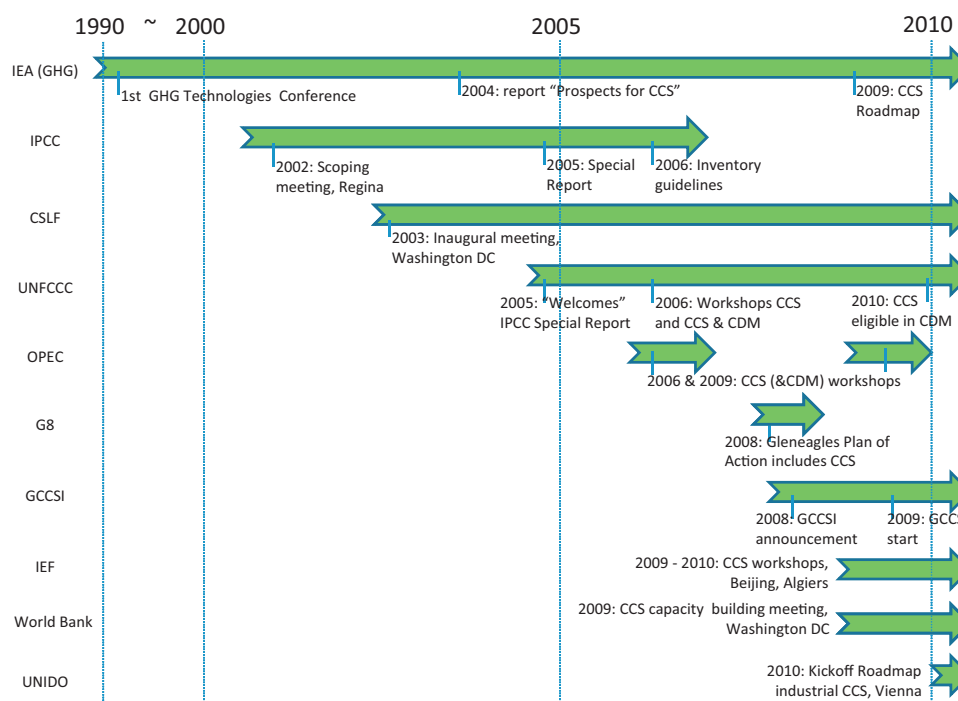 1990 ~ 2000 2005 2010
IEA (GHG)
1st GHG Technologies Conference
2004: report “Prospects for CCS”
2009: CCS
Roadmap
IPCC
2002: Scoping
meeting, Regina
2005: Special
Report
2006: Inventory
guidelines
CSLF
2003: Inaugural meeting,
Washington DC
UNFCCC
2005: “Welcomes”
IPCC Special Report
2006: Workshops CCS
and CCS & CDM
2010: CCS
eligible in CDM
OPEC
2006 & 2009: CCS (&CDM) workshops
G8
2008: Gleneagles Plan of
Action includes CCS
GCCSI
2008: GCCSI
announcement
2009: GCCS
start
IEF
2009 - 2010: CCS workshops,
Beijing, Algiers
World Bank
2009: CCS capacity building meeting,
Washington DC
UNIDO
2010: Kickoff Roadmap
industrial CCS, Vienna